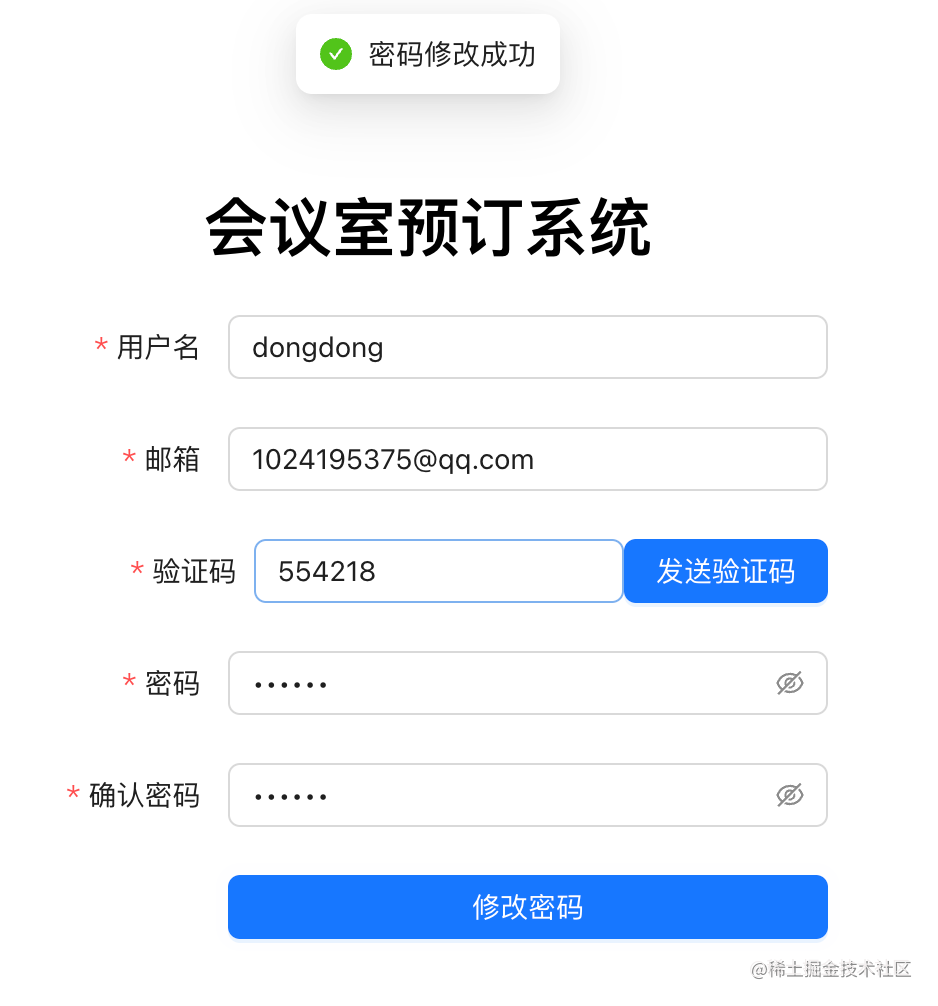 密码修改成功
会议室预订系统
* 用户名 dongdong
* 邮箱 1024195375@qq.com
* 验证码 554218 发送验证码
* 密码 ••••••
* 确认密码 ••••••
修改密码
@稀土掘金技术社区